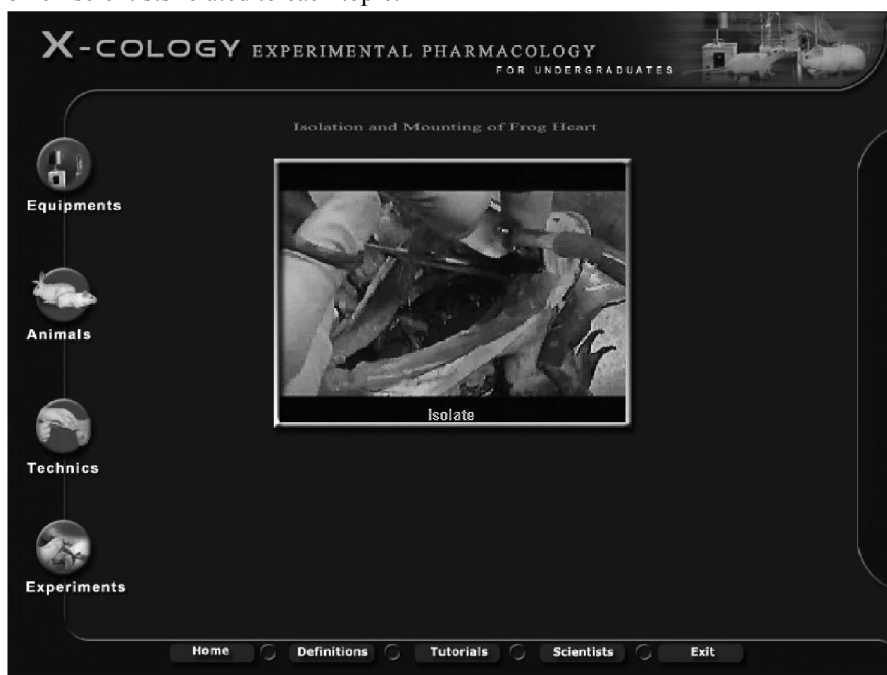 X-COLOGY EXPERIMENTAL PHARMACOLOGY
FOR UNDERGRADUATES
Isolation and Mounting of Frog Heart
Equipments
Animals
Isolate
Technics
Experiments
Home Definitions Tutorials Scientists Exit